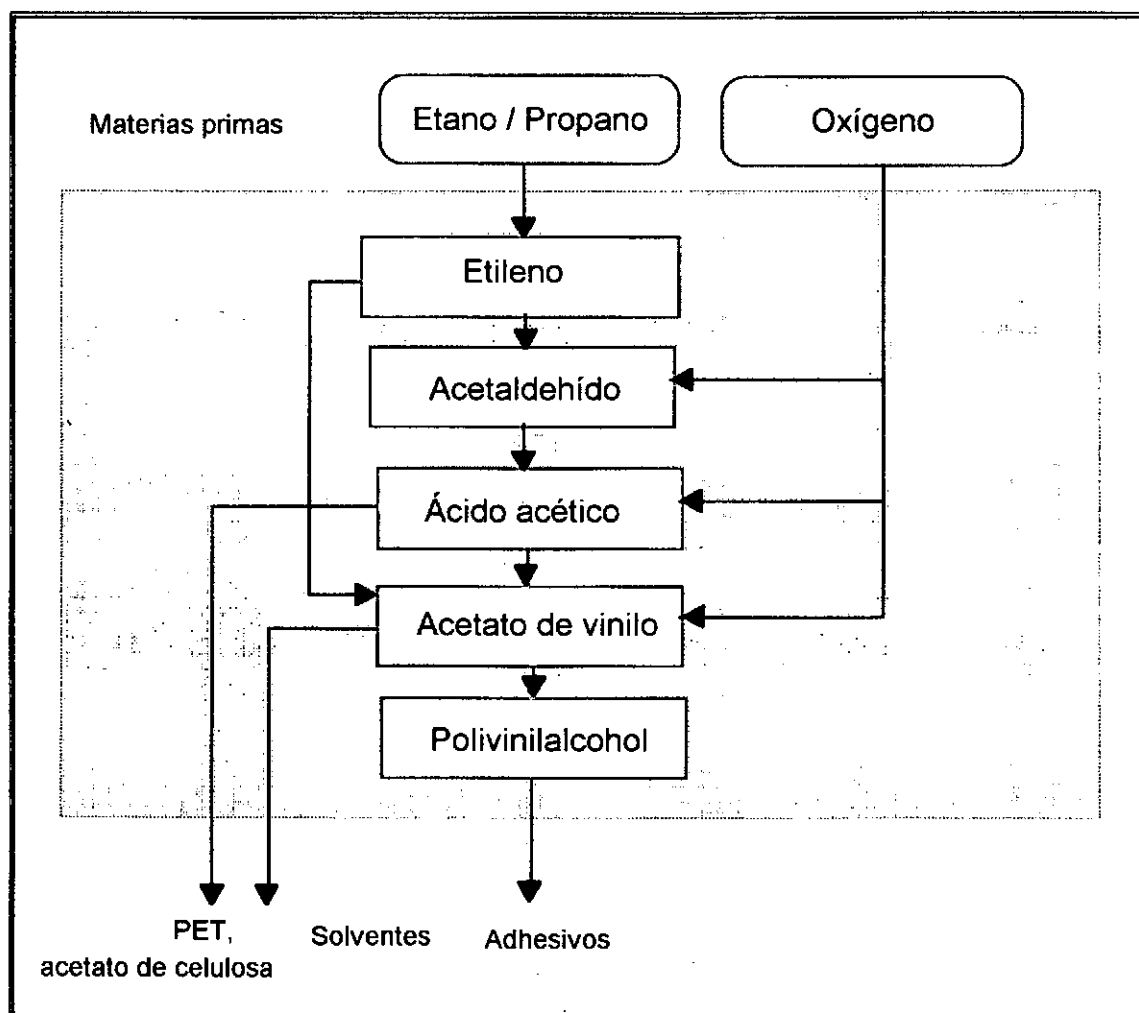 Materias primas
Etano / Propano
Oxígeno
Etileno
Acetaldehído
Ácido acético
Acetato de vinilo
Polivinilalcohol
PET,
acetato de celulosa
Solventes
Adhesivos